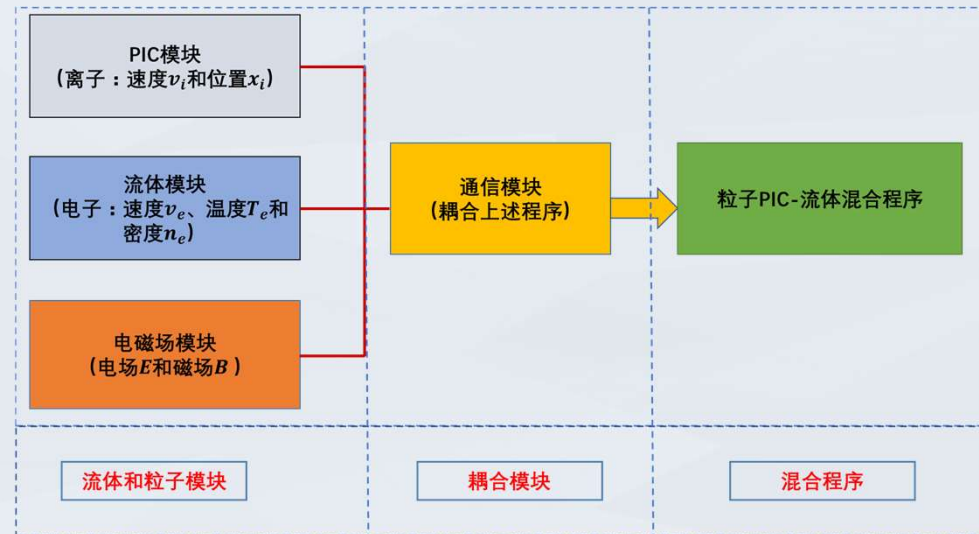 PIC模块
(离子：速度v_i和位置x_i)
流体模块
(电子：速度v_e、温度T_e和
密度n_e)
电磁场模块
(电场E和磁场B)
通信模块
(耦合上述程序)
粒子PIC-流体混合程序
流体和粒子模块
耦合模块
混合程序